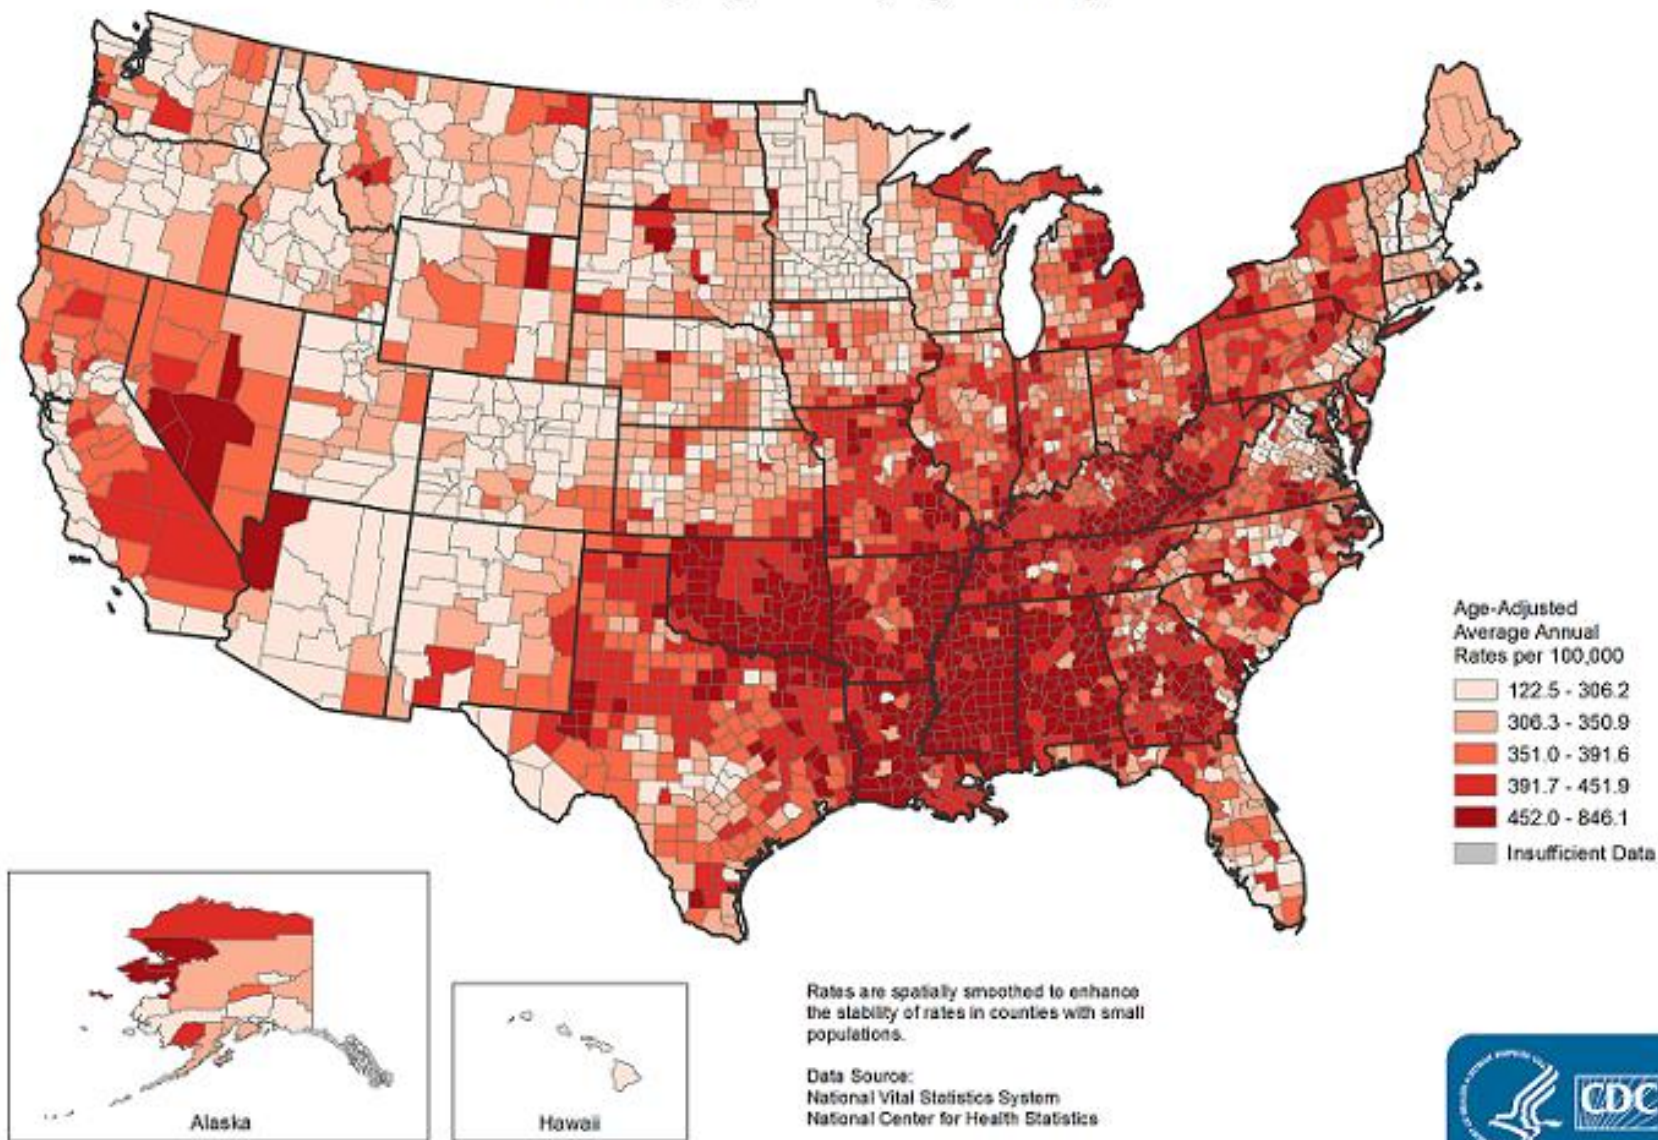 Age-Adjusted
Average Annual
Rates per 100,000
122.5 - 306.2
306.3 - 350.9
351.0 - 391.6
391.7 - 451.9
452.0 - 846.1
Insufficient Data
Alaska
Hawaii
Rates are spatially smoothed to enhance
the stability of rates in counties with small
populations.
Data Source:
National Vital Statistics System
National Center for Health Statistics
CDC